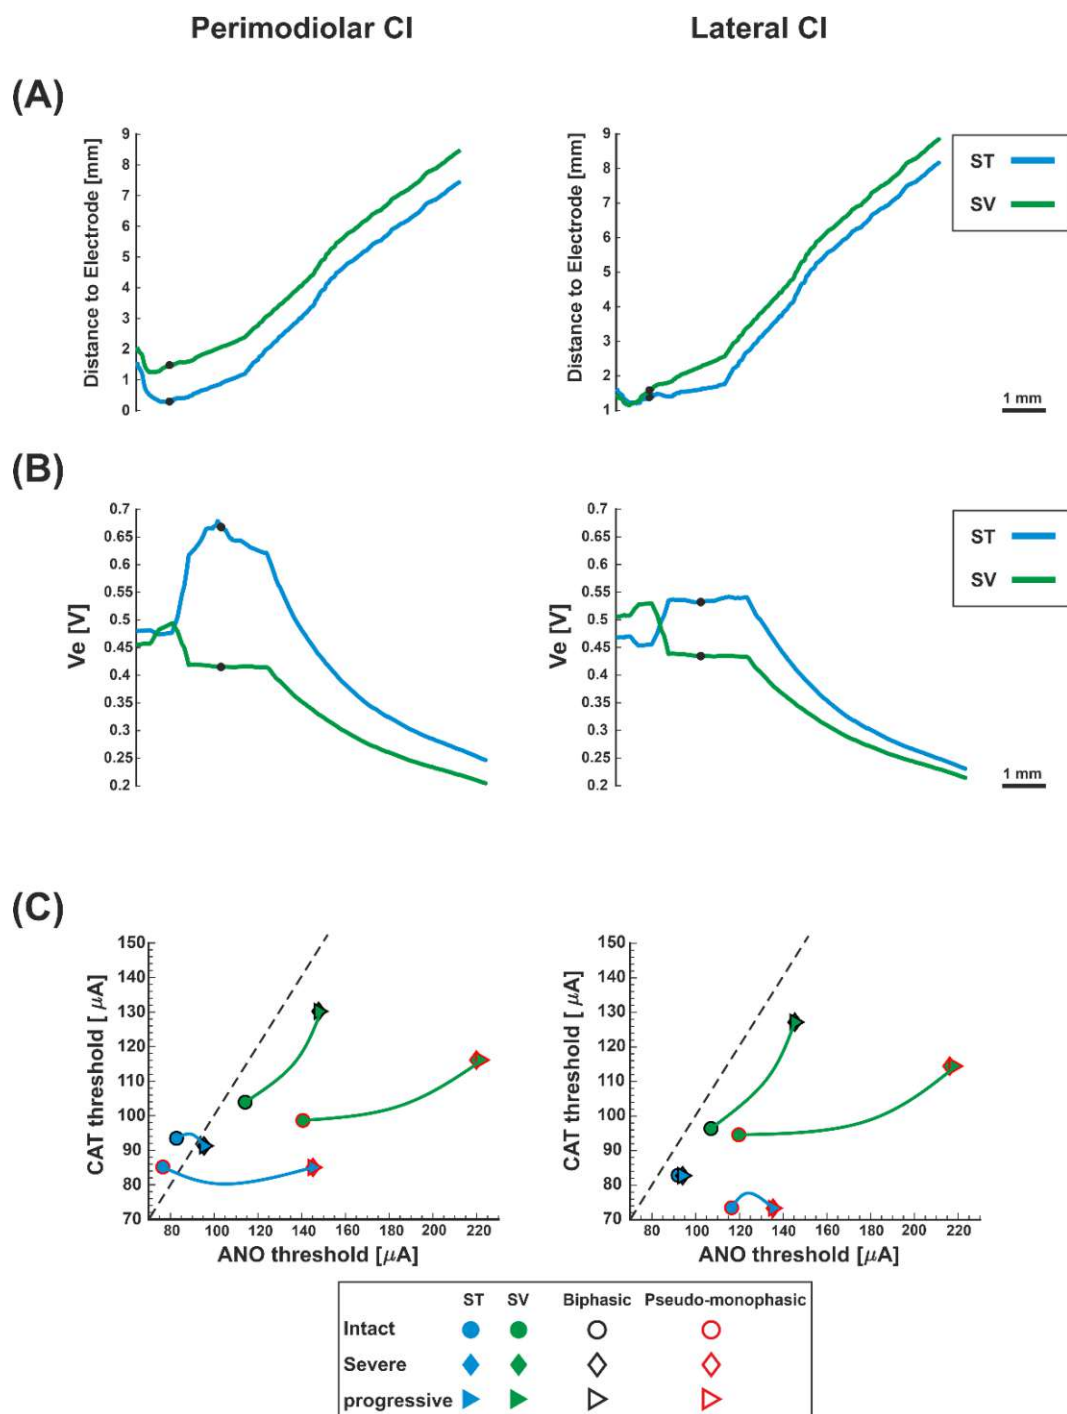 Perimodiolar CI
Lateral CI
(A)
Distance to Electrode [mm]
9
8
7
6
5
4
3
2
1
0
Distance to Electrode [mm]
9
8
7
6
5
4
3
2
1
ST
SV
1 mm
(B)
Ve [V]
0.7
0.65
0.6
0.55
0.5
0.45
0.4
0.35
0.3
0.25
0.2
Ve [V]
0.7
0.65
0.6
0.55
0.5
0.45
0.4
0.35
0.3
0.25
0.2
ST
SV
1 mm
(C)
CAT threshold [ μA]
150
140
130
120
110
100
90
80
70
80 100 120 140 160 180 200 220
ANO threshold [μA]
CAT threshold [ μA]
150
140
130
120
110
100
90
80
70
80 100 120 140 160 180 200 220
ANO threshold [μA]
ST SV Biphasic Pseudo-monophasic
Intact
Severe
progressive